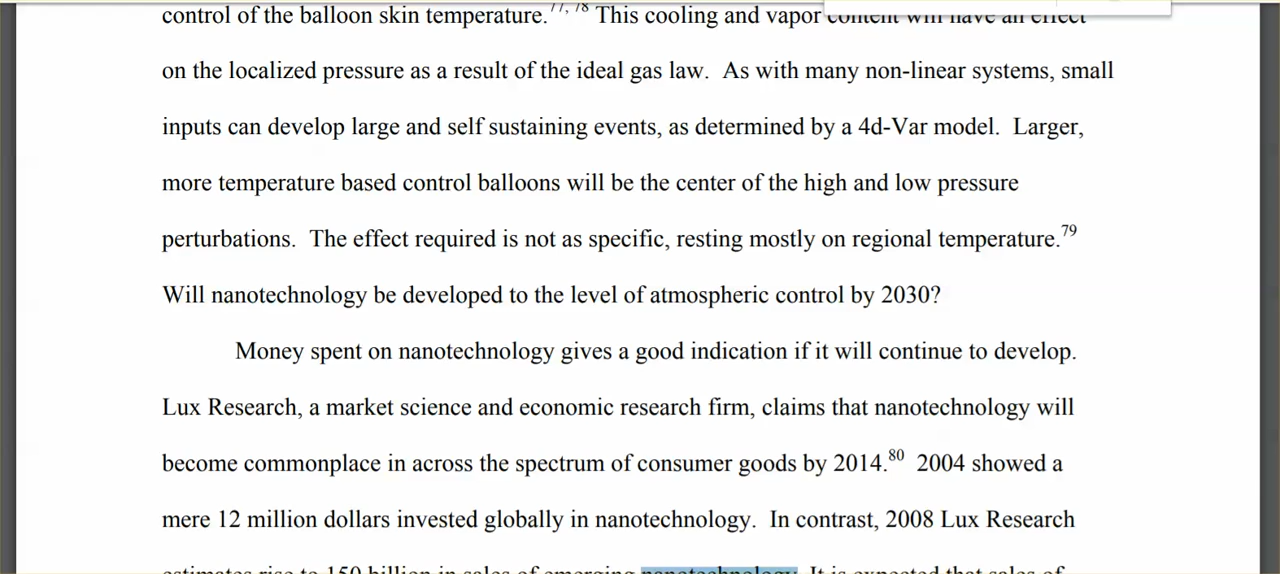 control of the balloon skin temperature.77, 78 This cooling and vapor content will have an effect
on the localized pressure as a result of the ideal gas law. As with many non-linear systems, small
inputs can develop large and self sustaining events, as determined by a 4d-Var model. Larger,
more temperature based control balloons will be the center of the high and low pressure
perturbations. The effect required is not as specific, resting mostly on regional temperature.79
Will nanotechnology be developed to the level of atmospheric control by 2030?
Money spent on nanotechnology gives a good indication if it will continue to develop.
Lux Research, a market science and economic research firm, claims that nanotechnology will
become commonplace in across the spectrum of consumer goods by 2014.80 2004 showed a
mere 12 million dollars invested globally in nanotechnology. In contrast, 2008 Lux Research
estimates rise to 150 billion in sales of emerging nanotechnology. It is expected that sales of